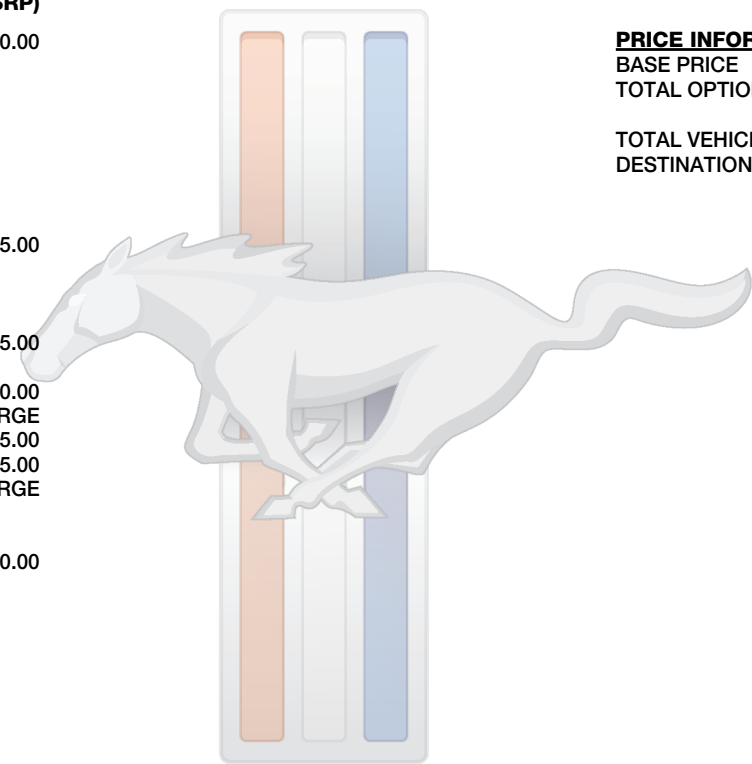 SRP)
0.00
5.00
5.00
0.00
RGE
5.00
5.00
RGE
0.00
PRICE INFOR
BASE PRICE
TOTAL OPTIO
TOTAL VEHIC
DESTINATION